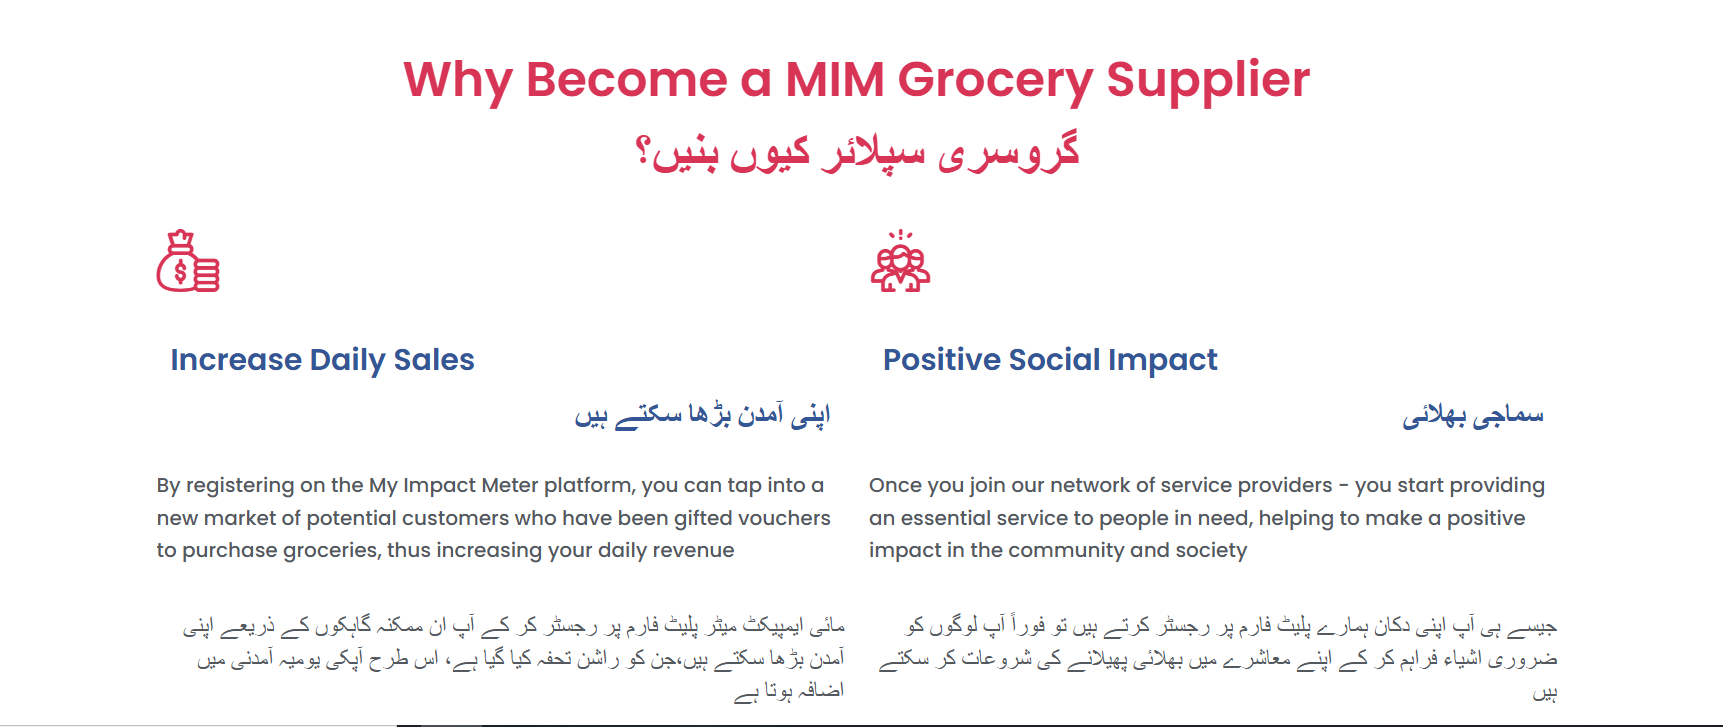 Why Become a MIM Grocery Supplier
گروسری سپلائر کیوں بنیں؟
Increase Daily Sales
اپنی آمدن بڑھا سکتے ہیں
By registering on the My Impact Meter platform, you can tap into a
new market of potential customers who have been gifted vouchers
to purchase groceries, thus increasing your daily revenue
مائی ایمپیکٹ میٹر پلیٹ فارم پر رجسٹر کر کے آپ ان ممکنہ گاہکوں کے ذریعے اپنی
آمدن بڑھا سکتے ہیں،جن کو راشن تحفہ کیا گیا ہے، اس طرح آپکی یومیہ آمدنی میں
اضافہ ہوتا ہے
Positive Social Impact
سماجی بھلائی
Once you join our network of service providers - you start providing
an essential service to people in need, helping to make a positive
impact in the community and society
جیسے ہی آپ اپنی دکان ہمارے پلیٹ فارم پر رجسٹر کرتے ہیں تو فوراً آپ لوگوں کو
ضروری اشیاء فراہم کر کے اپنے معاشرے میں بھلائی پھیلانے کی شروعات کر سکتے
ہیں